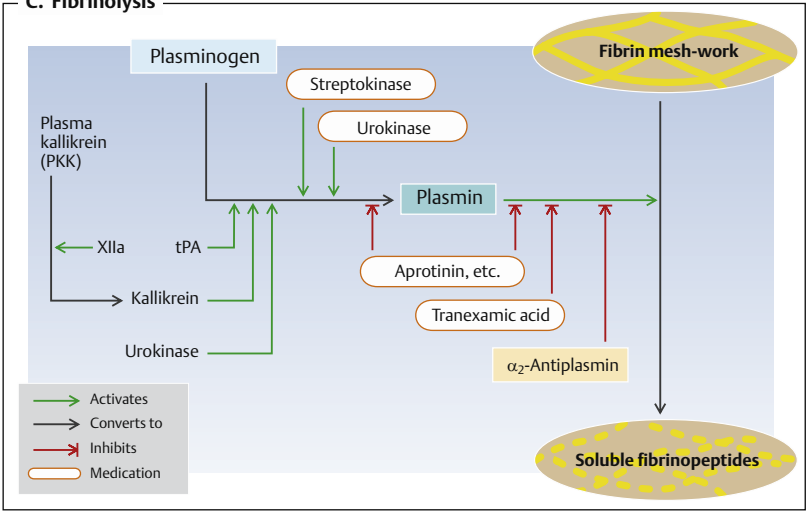 C. Fibrinolysis
Plasminogen
Fibrin mesh-work
Streptokinase
Urokinase
Plasma
kallikrein
(PKK)
Plasmin
XIIa
tPA
Aprotinin, etc.
Kallikrein
Tranexamic acid
Urokinase
α₂-Antiplasmin
Activates
Converts to
Inhibits
Medication
Soluble fibrinopeptides